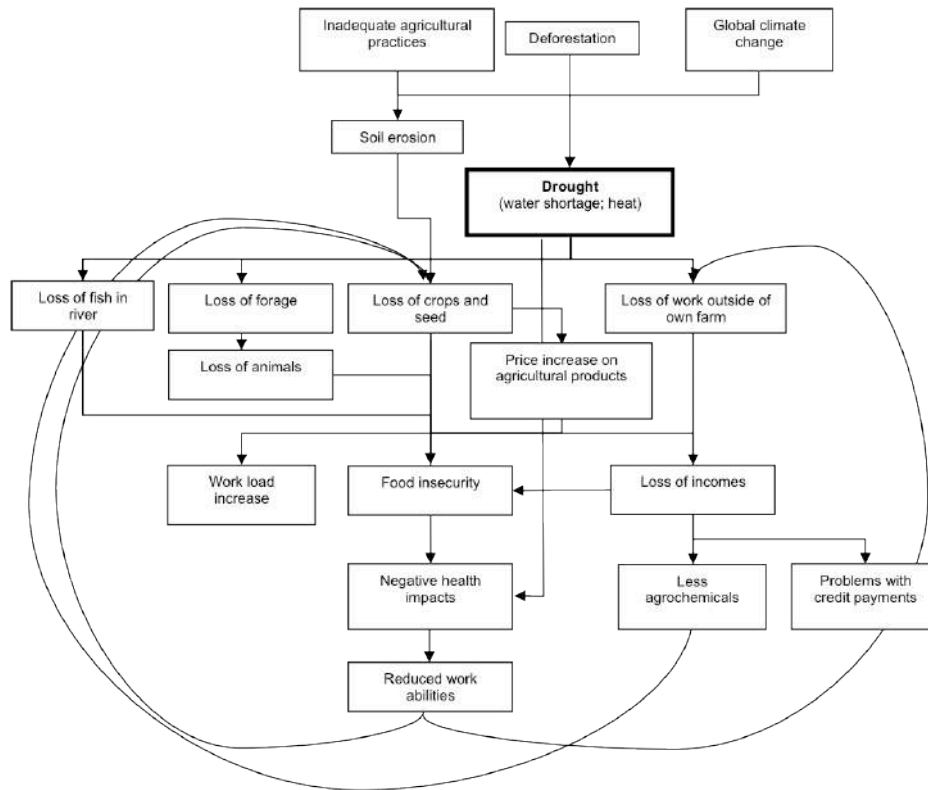 Inadequate agricultural
practices
Deforestation
Global climate
change
Soil erosion
Drought
(water shortage; heat)
Loss of fish in
river
Loss of forage
Loss of crops and
seed
Loss of work outside of
own farm
Price increase on
agricultural products
Loss of animals
Work load
increase
Food insecurity
Loss of incomes
Negative health
impacts
Less
agrochemicals
Problems with
credit payments
Reduced work
abilities